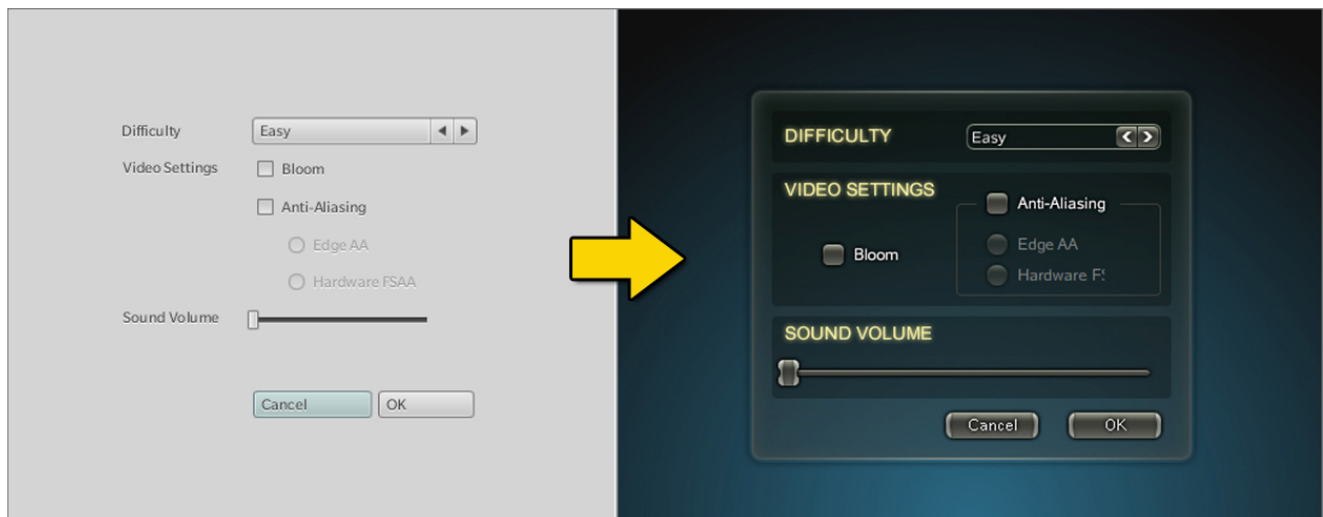 Difficulty Easy
Video Settings Bloom
Anti-Aliasing
Edge AA
Hardware FSAA
Sound Volume
Cancel OK
DIFFICULTY Easy
VIDEO SETTINGS
Anti-Aliasing
Bloom
Edge AA
Hardware
SOUND VOLUME
Cancel OK